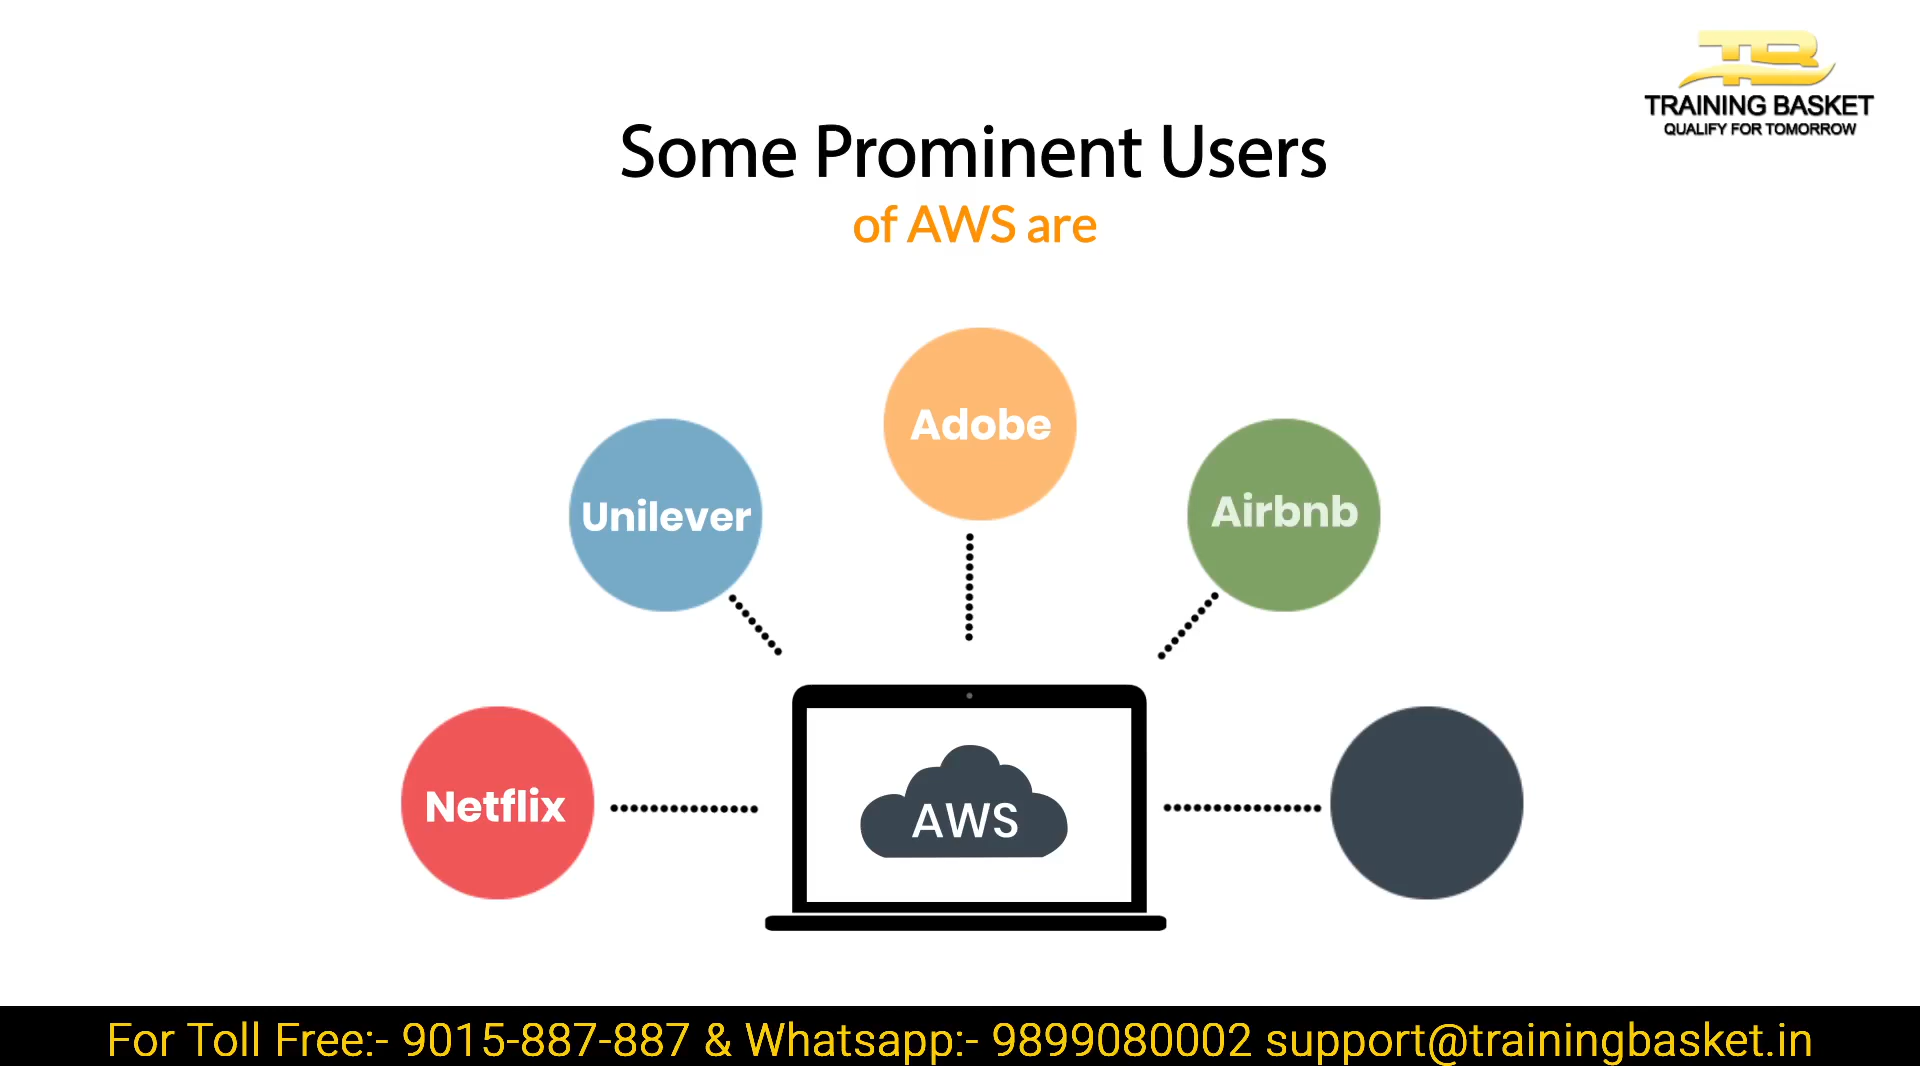 TB
TRAINING BASKET
QUALIFY FOR TOMORROW
Some Prominent Users
of AWS are
Adobe
Unilever
Airbnb
Netflix
AWS
For Toll Free:- 9015-887-887 & Whatsapp:- 9899080002 support@trainingbasket.in